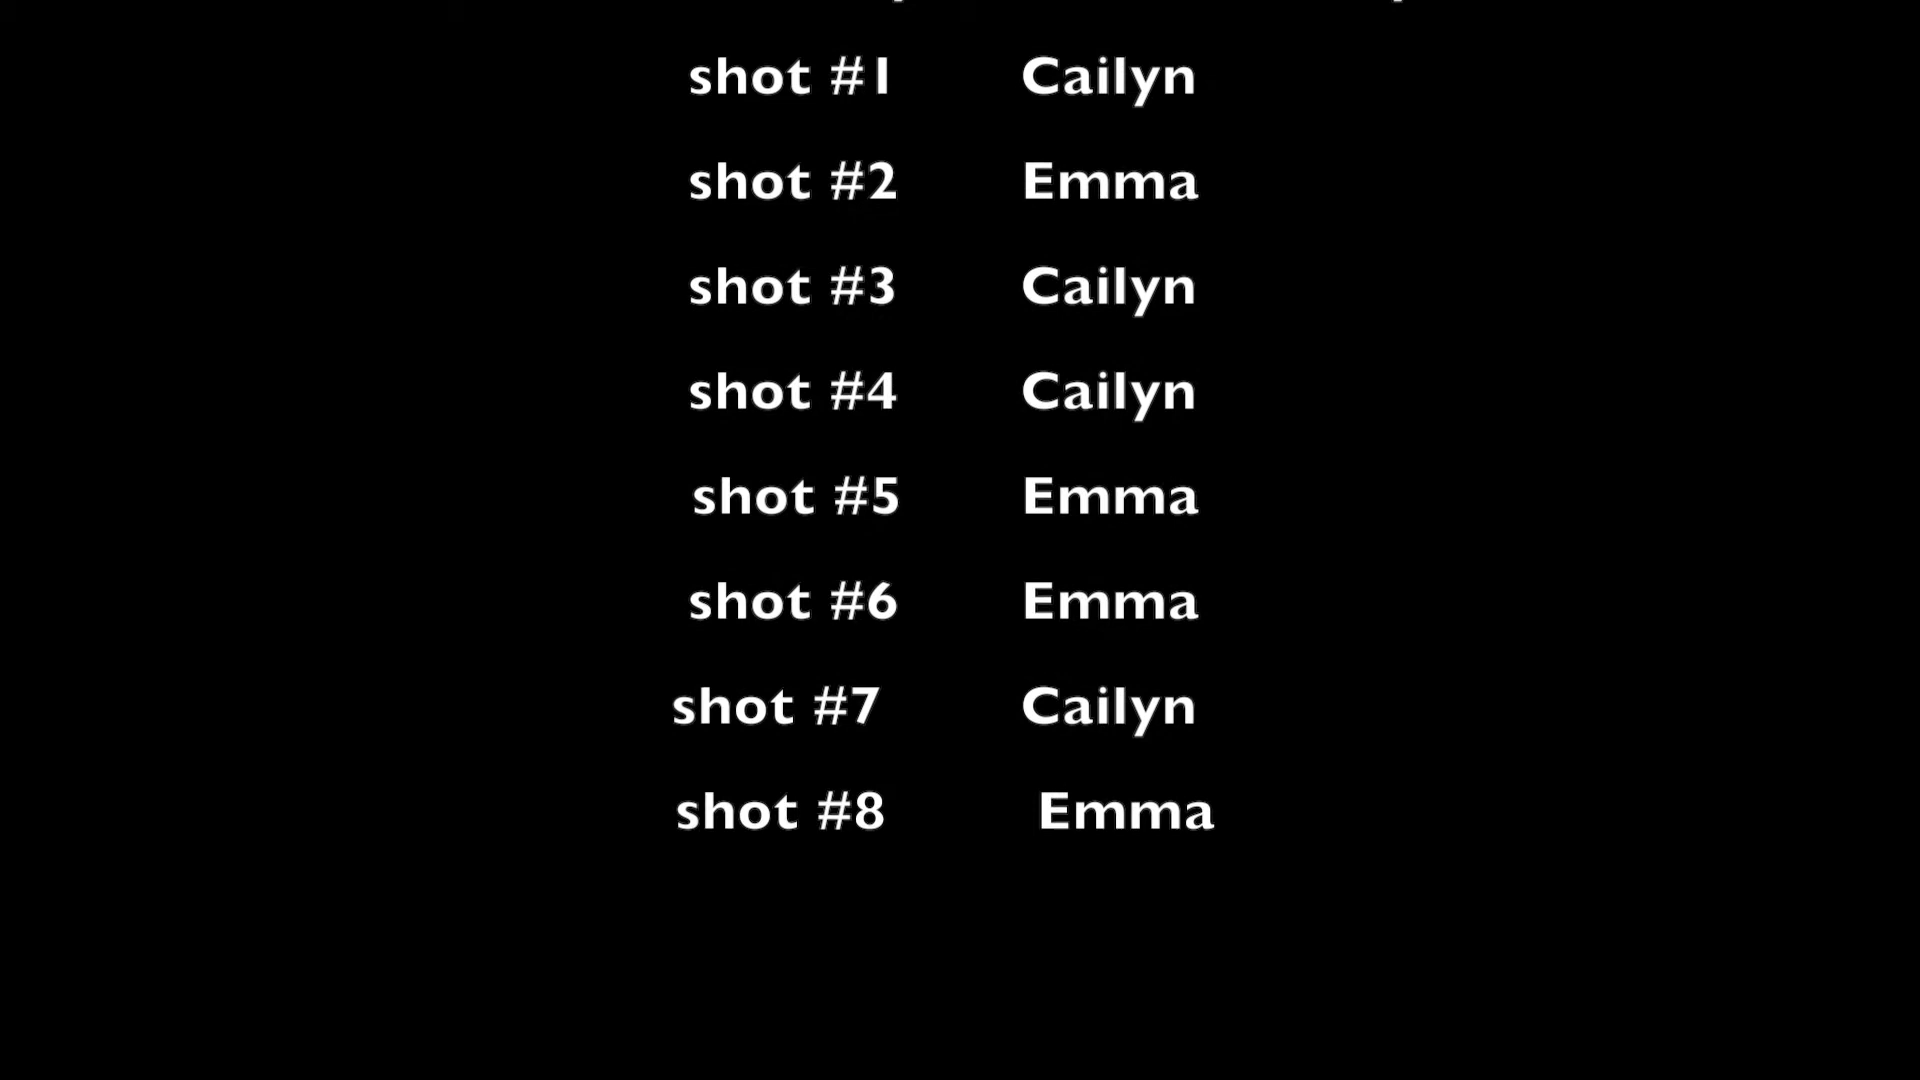 shot #1 Cailyn
shot #2 Emma
shot #3 Cailyn
shot #4 Cailyn
shot #5 Emma
shot #6 Emma
shot #7 Cailyn
shot #8 Emma